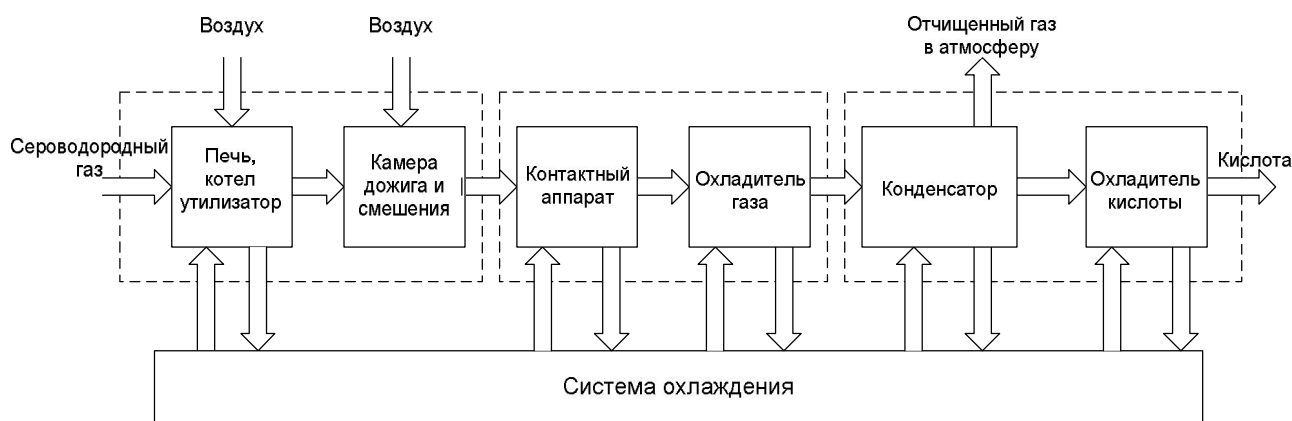 Воздух
Воздух
Отчищенный газ
в атмосферу
Сероводородный
газ
Печь,
котел
утилизатор
Камера
дожига и
смешения
Контактный
аппарат
Охладитель
газа
Конденсатор
Охладитель
кислоты
Кислота
Система охлаждения